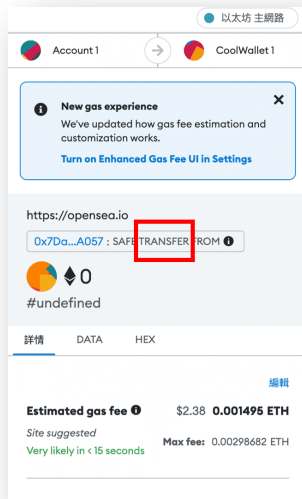 以太坊 主網路
Account 1
CoolWallet 1
New gas experience
We've updated how gas fee estimation and
customization works.
Turn on Enhanced Gas Fee UI in Settings
https://opensea.io
0x7Da...A057 : SAFE TRANSFER FROM
0
#undefined
詳情 DATA HEX
編輯
Estimated gas fee $2.38 0.001495 ETH
Site suggested
Very likely in < 15 seconds
Max fee: 0.00298682 ETH